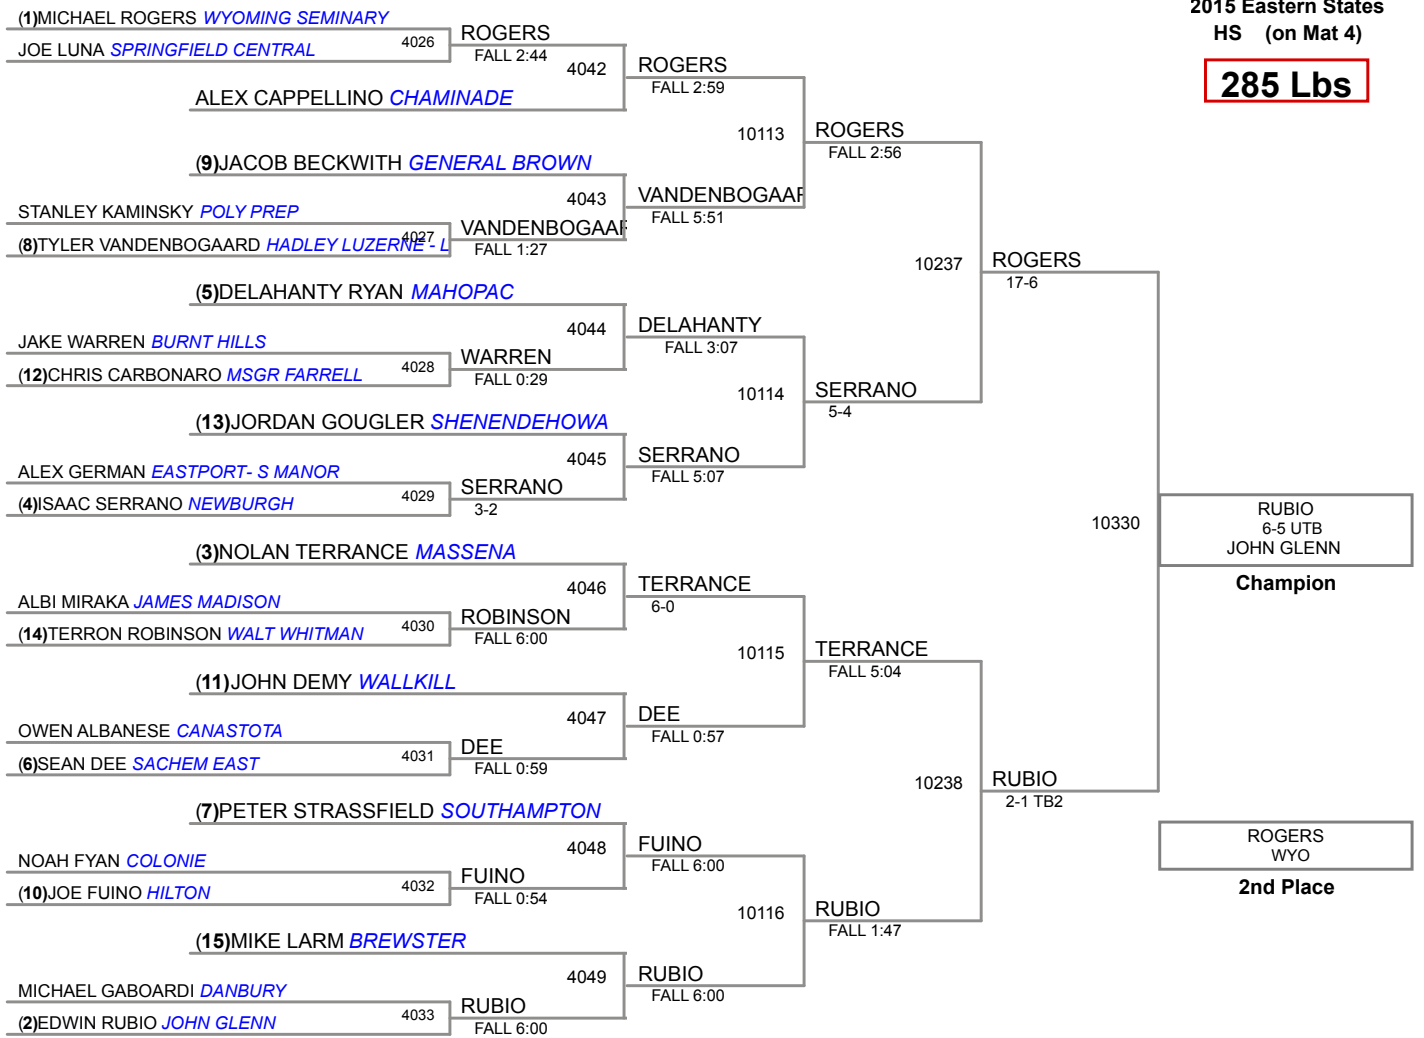 2015 Eastern States
HS (on Mat 4)
285 Lbs
(1)MICHAEL ROGERS WYOMING SEMINARY
JOE LUNA SPRINGFIELD CENTRAL
4026
ROGERS
FALL 2:44
ALEX CAPPELLINO CHAMINADE
4042
ROGERS
FALL 2:59
(9)JACOB BECKWITH GENERAL BROWN
STANLEY KAMINSKY POLY PREP
(8)TYLER VANDENBOGAARD HADLEY LUZERNE - L
4027
VANDENBOGAAR
FALL 1:27
4043
VANDENBOGAAR
FALL 5:51
10113
ROGERS
FALL 2:56
(5)DELAHANTY RYAN MAHOPAC
JAKE WARREN BURNT HILLS
(12)CHRIS CARBONARO MSGR FARRELL
4028
WARREN
FALL 0:29
4044
DELAHANTY
FALL 3:07
(13)JORDAN GOUGLER SHENENDEHOWA
ALEX GERMAN EASTPORT- S MANOR
(4)ISAAC SERRANO NEWBURGH
4029
SERRANO
3-2
4045
SERRANO
FALL 5:07
10114
SERRANO
5-4
10237
ROGERS
17-6
(3)NOLAN TERRANCE MASSENA
ALBI MIRAKA JAMES MADISON
(14)TERRON ROBINSON WALT WHITMAN
4030
ROBINSON
FALL 6:00
4046
TERRANCE
6-0
(11)JOHN DEMY WALLKILL
OWEN ALBANESE CANASTOTA
(6)SEAN DEE SACHEM EAST
4031
DEE
FALL 0:59
4047
DEE
FALL 0:57
10115
TERRANCE
FALL 5:04
(7)PETER STRASSFIELD SOUTHAMPTON
NOAH FYAN COLONIE
(10)JOE FUINO HILTON
4032
FUINO
FALL 0:54
4048
FUINO
FALL 6:00
(15)MIKE LARM BREWSTER
MICHAEL GABOARDI DANBURY
(2)EDWIN RUBIO JOHN GLENN
4033
RUBIO
FALL 6:00
4049
RUBIO
FALL 6:00
10116
RUBIO
FALL 1:47
10238
RUBIO
2-1 TB2
10330
RUBIO
6-5 UTB
JOHN GLENN
Champion
ROGERS
WYO
2nd Place